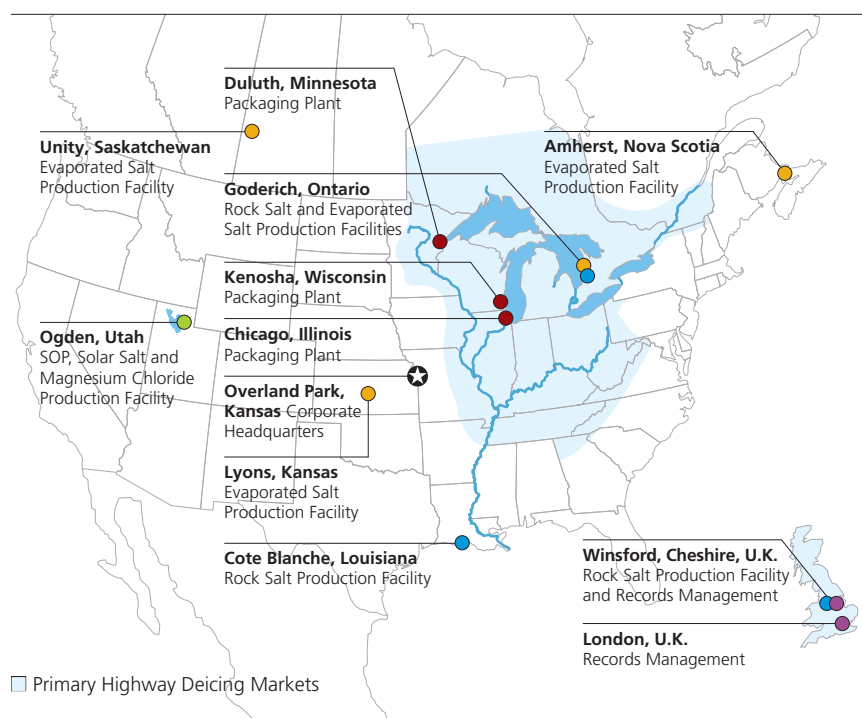 Duluth, Minnesota
Packaging Plant
Unity, Saskatchewan
Evaporated Salt
Production Facility
Amherst, Nova Scotia
Evaporated Salt
Production Facility
Goderich, Ontario
Rock Salt and Evaporated
Salt Production Facilities
Kenosha, Wisconsin
Packaging Plant
Ogden, Utah
SOP, Solar Salt and
Magnesium Chloride
Production Facility
Chicago, Illinois
Packaging Plant
Overland Park,
Kansas Corporate
Headquarters
Lyons, Kansas
Evaporated Salt
Production Facility
Cote Blanche, Louisiana
Rock Salt Production Facility
Winsford, Cheshire, U.K.
Rock Salt Production Facility
and Records Management
London, U.K.
Records Management
Primary Highway Deicing Markets